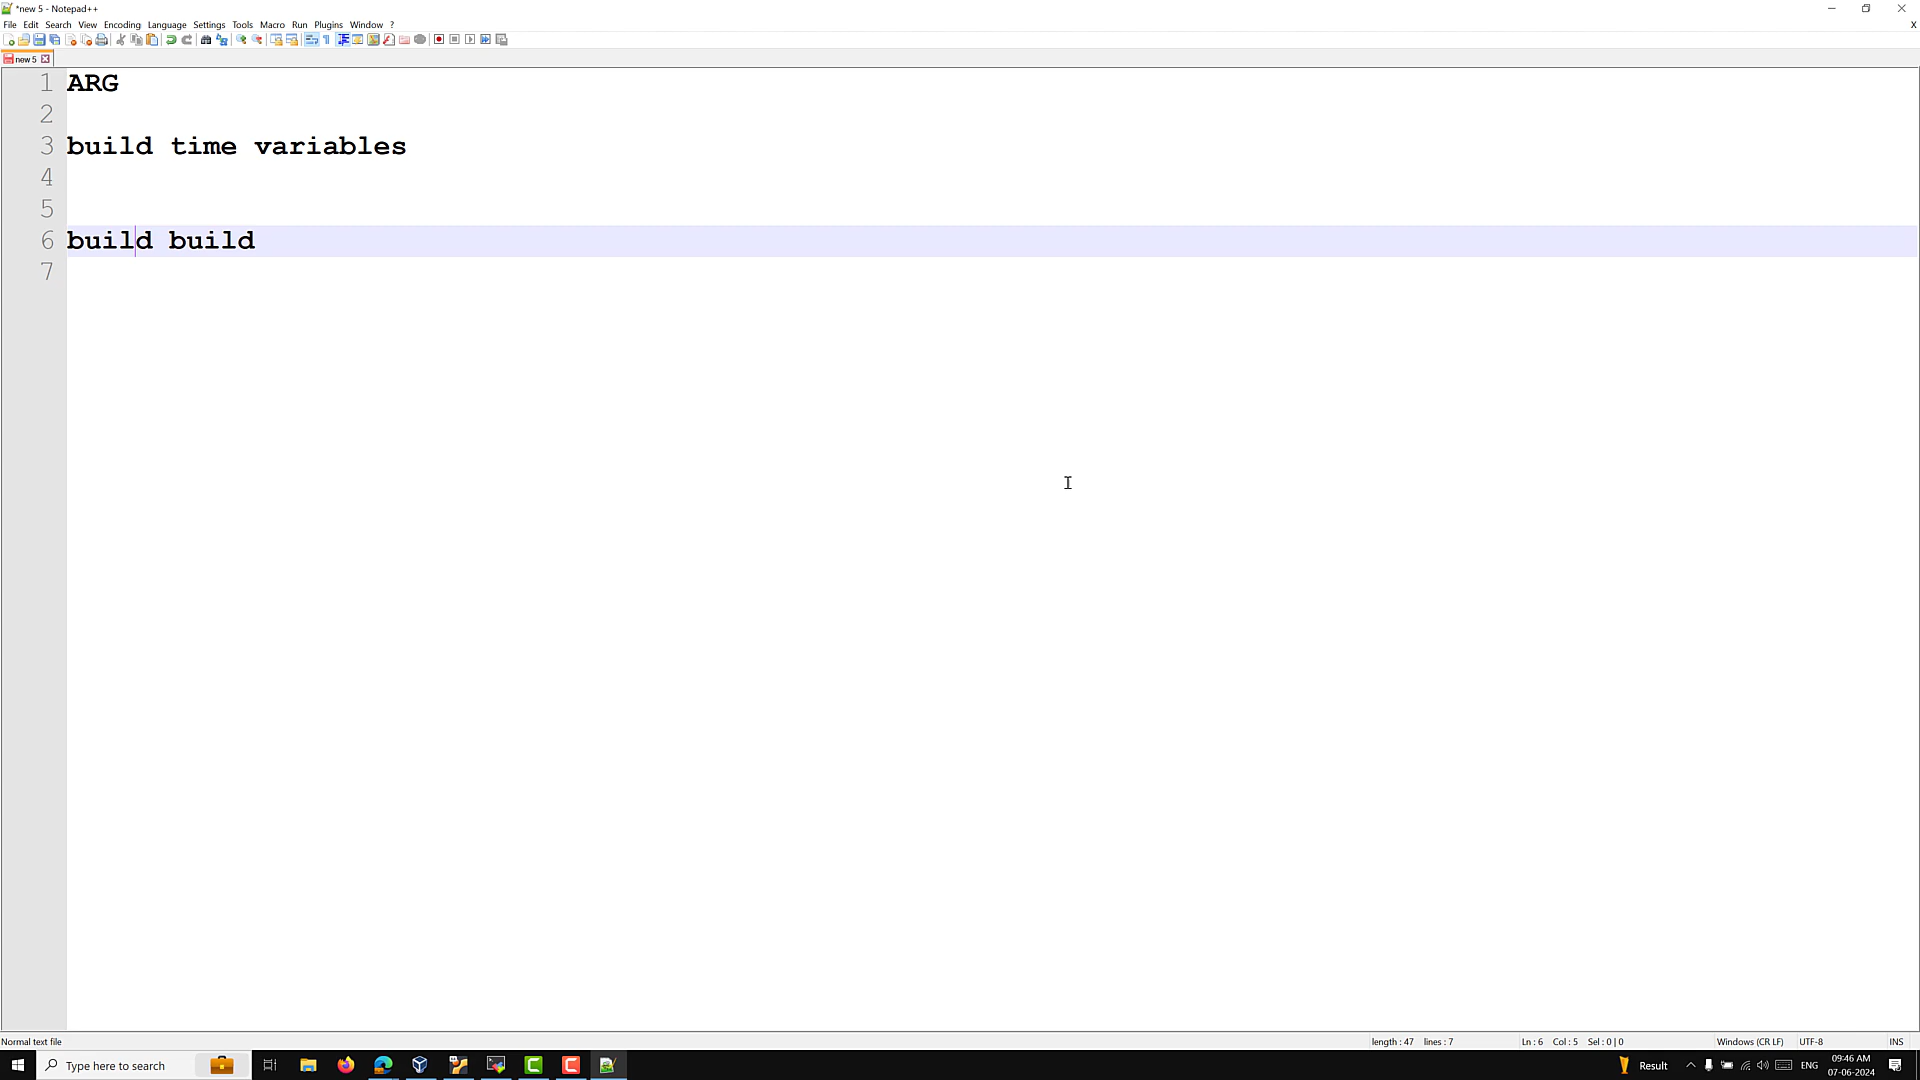 *new 5 - Notepad++
File Edit Search View Encoding Language Settings Tools Macro Run Plugins Window ?
X
new 5
1 ARG
2
3 build time variables
4
5
6 build build
7
Normal text file length : 47 lines : 7 Ln : 6 Col : 5 Sel : 0 | 0 Windows (CR LF) UTF-8 INS
Type here to search Result ENG 09:46 AM
07-06-2024